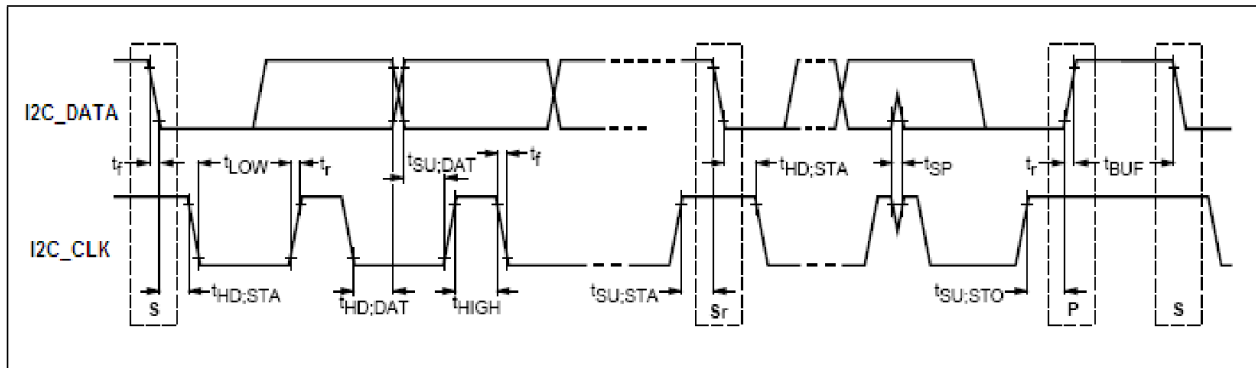 I2C_DATA
tf
tLOW
tr
tSU;DAT
tf
tHD;STA
tSP
tr
tBUF
I2C_CLK
tHD;STA
tHD;DAT
tHIGH
tSU;STA
tSU;STO
S
Sr
P
S